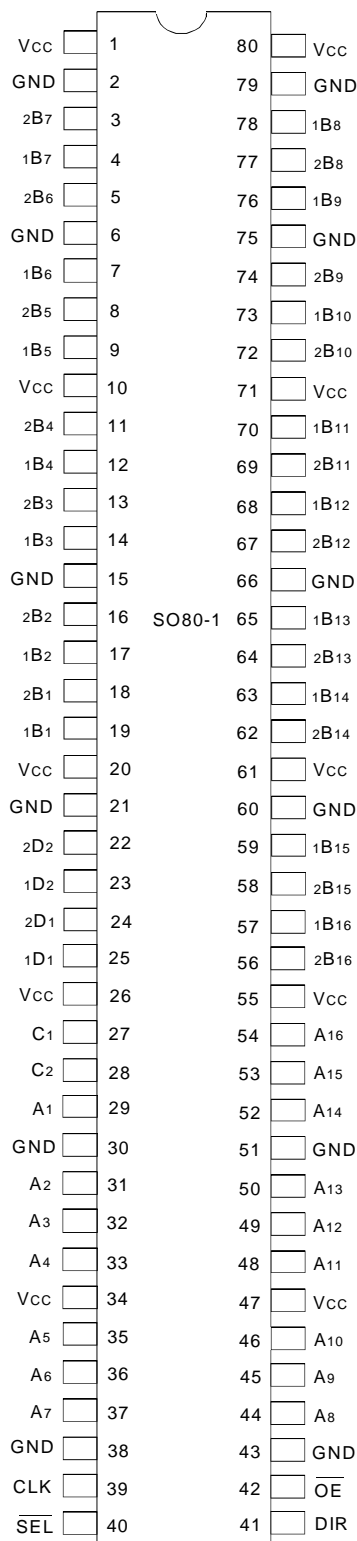 VCC 1 80 VCC
GND 2 79 GND
2B7 3 78 1B8
1B7 4 77 2B8
2B6 5 76 1B9
GND 6 75 GND
1B6 7 74 2B9
2B5 8 73 1B10
1B5 9 72 2B10
VCC 10 71 VCC
2B4 11 70 1B11
1B4 12 69 2B11
2B3 13 68 1B12
1B3 14 67 2B12
GND 15 66 GND
2B2 16 SO80-1 65 1B13
1B2 17 64 2B13
2B1 18 63 1B14
1B1 19 62 2B14
VCC 20 61 VCC
GND 21 60 GND
2D2 22 59 1B15
1D2 23 58 2B15
2D1 24 57 1B16
1D1 25 56 2B16
VCC 26 55 VCC
C1 27 54 A16
C2 28 53 A15
A1 29 52 A14
GND 30 51 GND
A2 31 50 A13
A3 32 49 A12
A4 33 48 A11
VCC 34 47 VCC
A5 35 46 A10
A6 36 45 A9
A7 37 44 A8
GND 38 43 GND
CLK 39 42 O̅E̅
S̅E̅L̅ 40 41 DIR